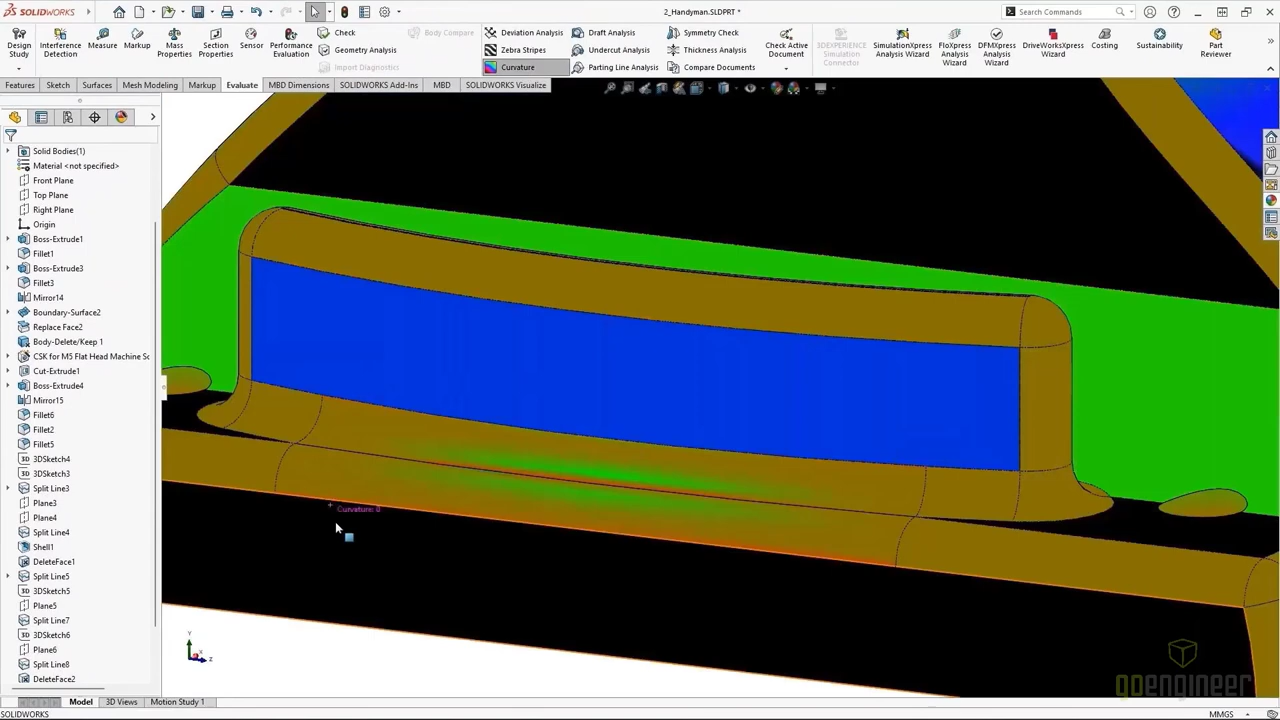 SOLIDWORKS
2_Handyman.SLDPRT *
Search Commands
Design Study
Interference Detection
Measure
Markup
Mass Properties
Section Properties
Sensor
Performance Evaluation
Check
Geometry Analysis
Import Diagnostics
Body Compare
Deviation Analysis
Zebra Stripes
Curvature
Draft Analysis
Undercut Analysis
Parting Line Analysis
Symmetry Check
Thickness Analysis
Compare Documents
Check Active Document
3DEXPERIENCE Simulation Connector
SimulationXpress Analysis Wizard
FloXpress Analysis Wizard
DFMXpress Analysis Wizard
DriveWorksXpress Wizard
Costing
Sustainability
Part Reviewer
Features
Sketch
Surfaces
Mesh Modeling
Markup
Evaluate
MBD Dimensions
SOLIDWORKS Add-Ins
MBD
SOLIDWORKS Visualize
Solid Bodies(1)
Material <not specified>
Front Plane
Top Plane
Right Plane
Origin
Boss-Extrude1
Fillet1
Boss-Extrude3
Fillet3
Mirror14
Boundary-Surface2
Replace Face2
Body-Delete/Keep 1
CSK for M5 Flat Head Machine Sc
Cut-Extrude1
Boss-Extrude4
Mirror15
Fillet6
Fillet2
Fillet5
3DSketch4
3DSketch3
Split Line3
Plane3
Plane4
Split Line4
Shell1
DeleteFace1
Split Line5
3DSketch5
Plane5
Split Line7
3DSketch6
Plane6
Split Line8
DeleteFace2
Curvature: 0
Y
X
Z
goengineer
Model
3D Views
Motion Study 1
SOLIDWORKS
MMGS